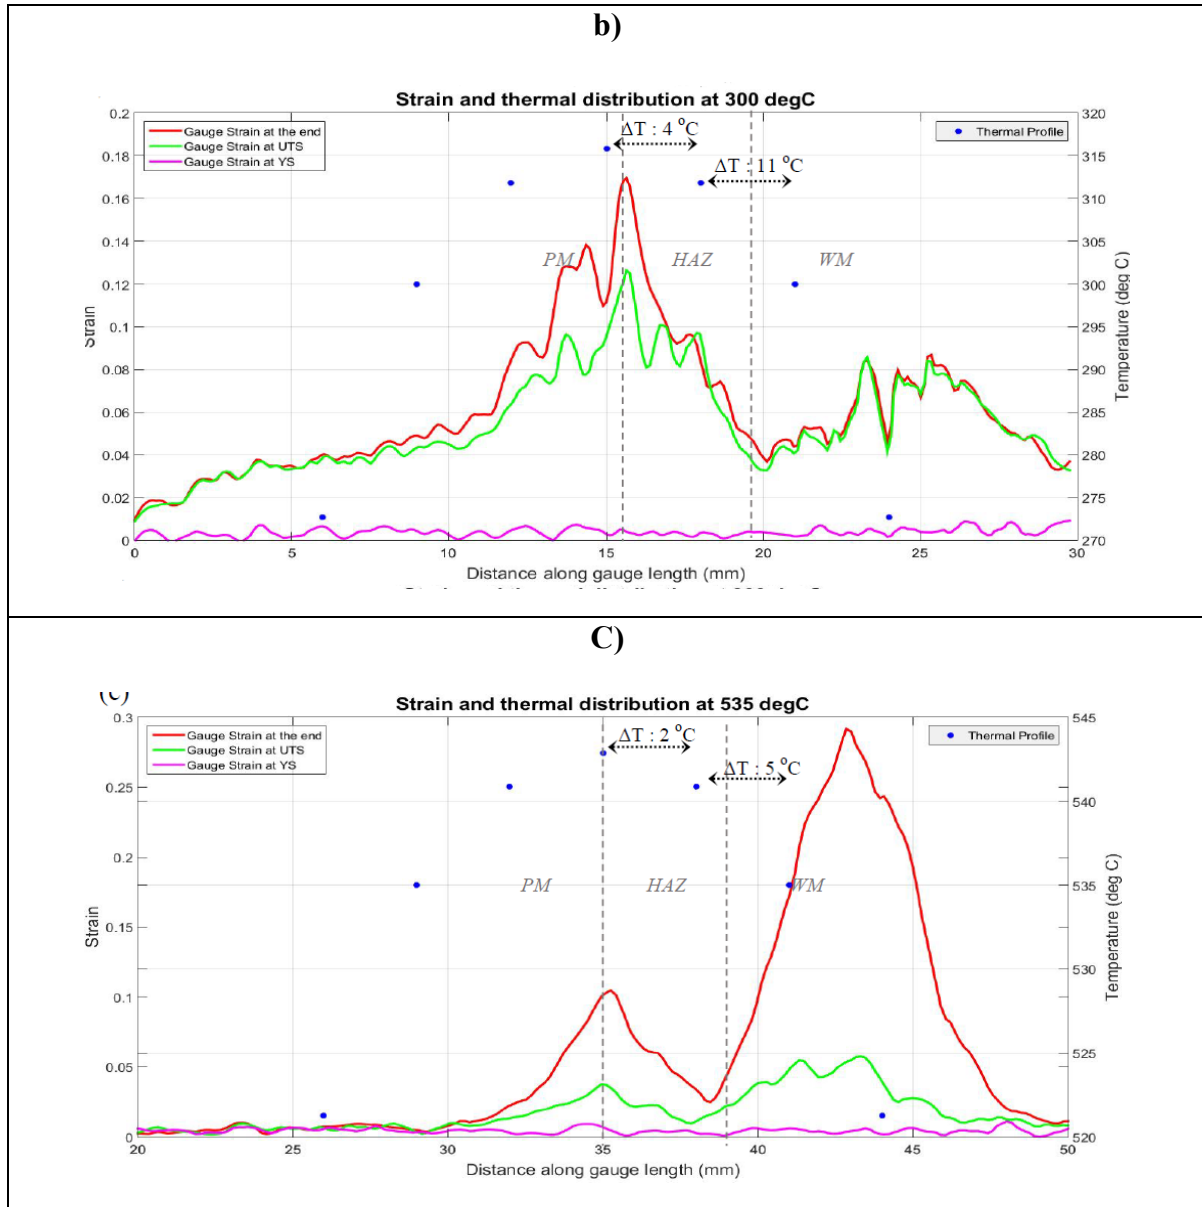 b)
Strain and thermal distribution at 300 degC
0.2
0.18
0.16
0.14
0.12
0.1
0.08
0.06
0.04
0.02
0
Strain
Gauge Strain at the end
Gauge Strain at UTS
Gauge Strain at YS
ΔT : 4 °C
ΔT : 11 °C
Thermal Profile
PM
HAZ
WM
320
315
310
305
300
295
290
285
280
275
270
Temperature (deg C)
0 5 10 15 20 25 30
Distance along gauge length (mm)
C)
(c)
Strain and thermal distribution at 535 degC
0.3
0.25
0.2
0.15
0.1
0.05
0
Strain
Gauge Strain at the end
Gauge Strain at UTS
Gauge Strain at YS
ΔT : 2 °C
ΔT : 5 °C
Thermal Profile
PM
HAZ
WM
545
540
535
530
525
520
Temperature (deg C)
20 25 30 35 40 45 50
Distance along gauge length (mm)